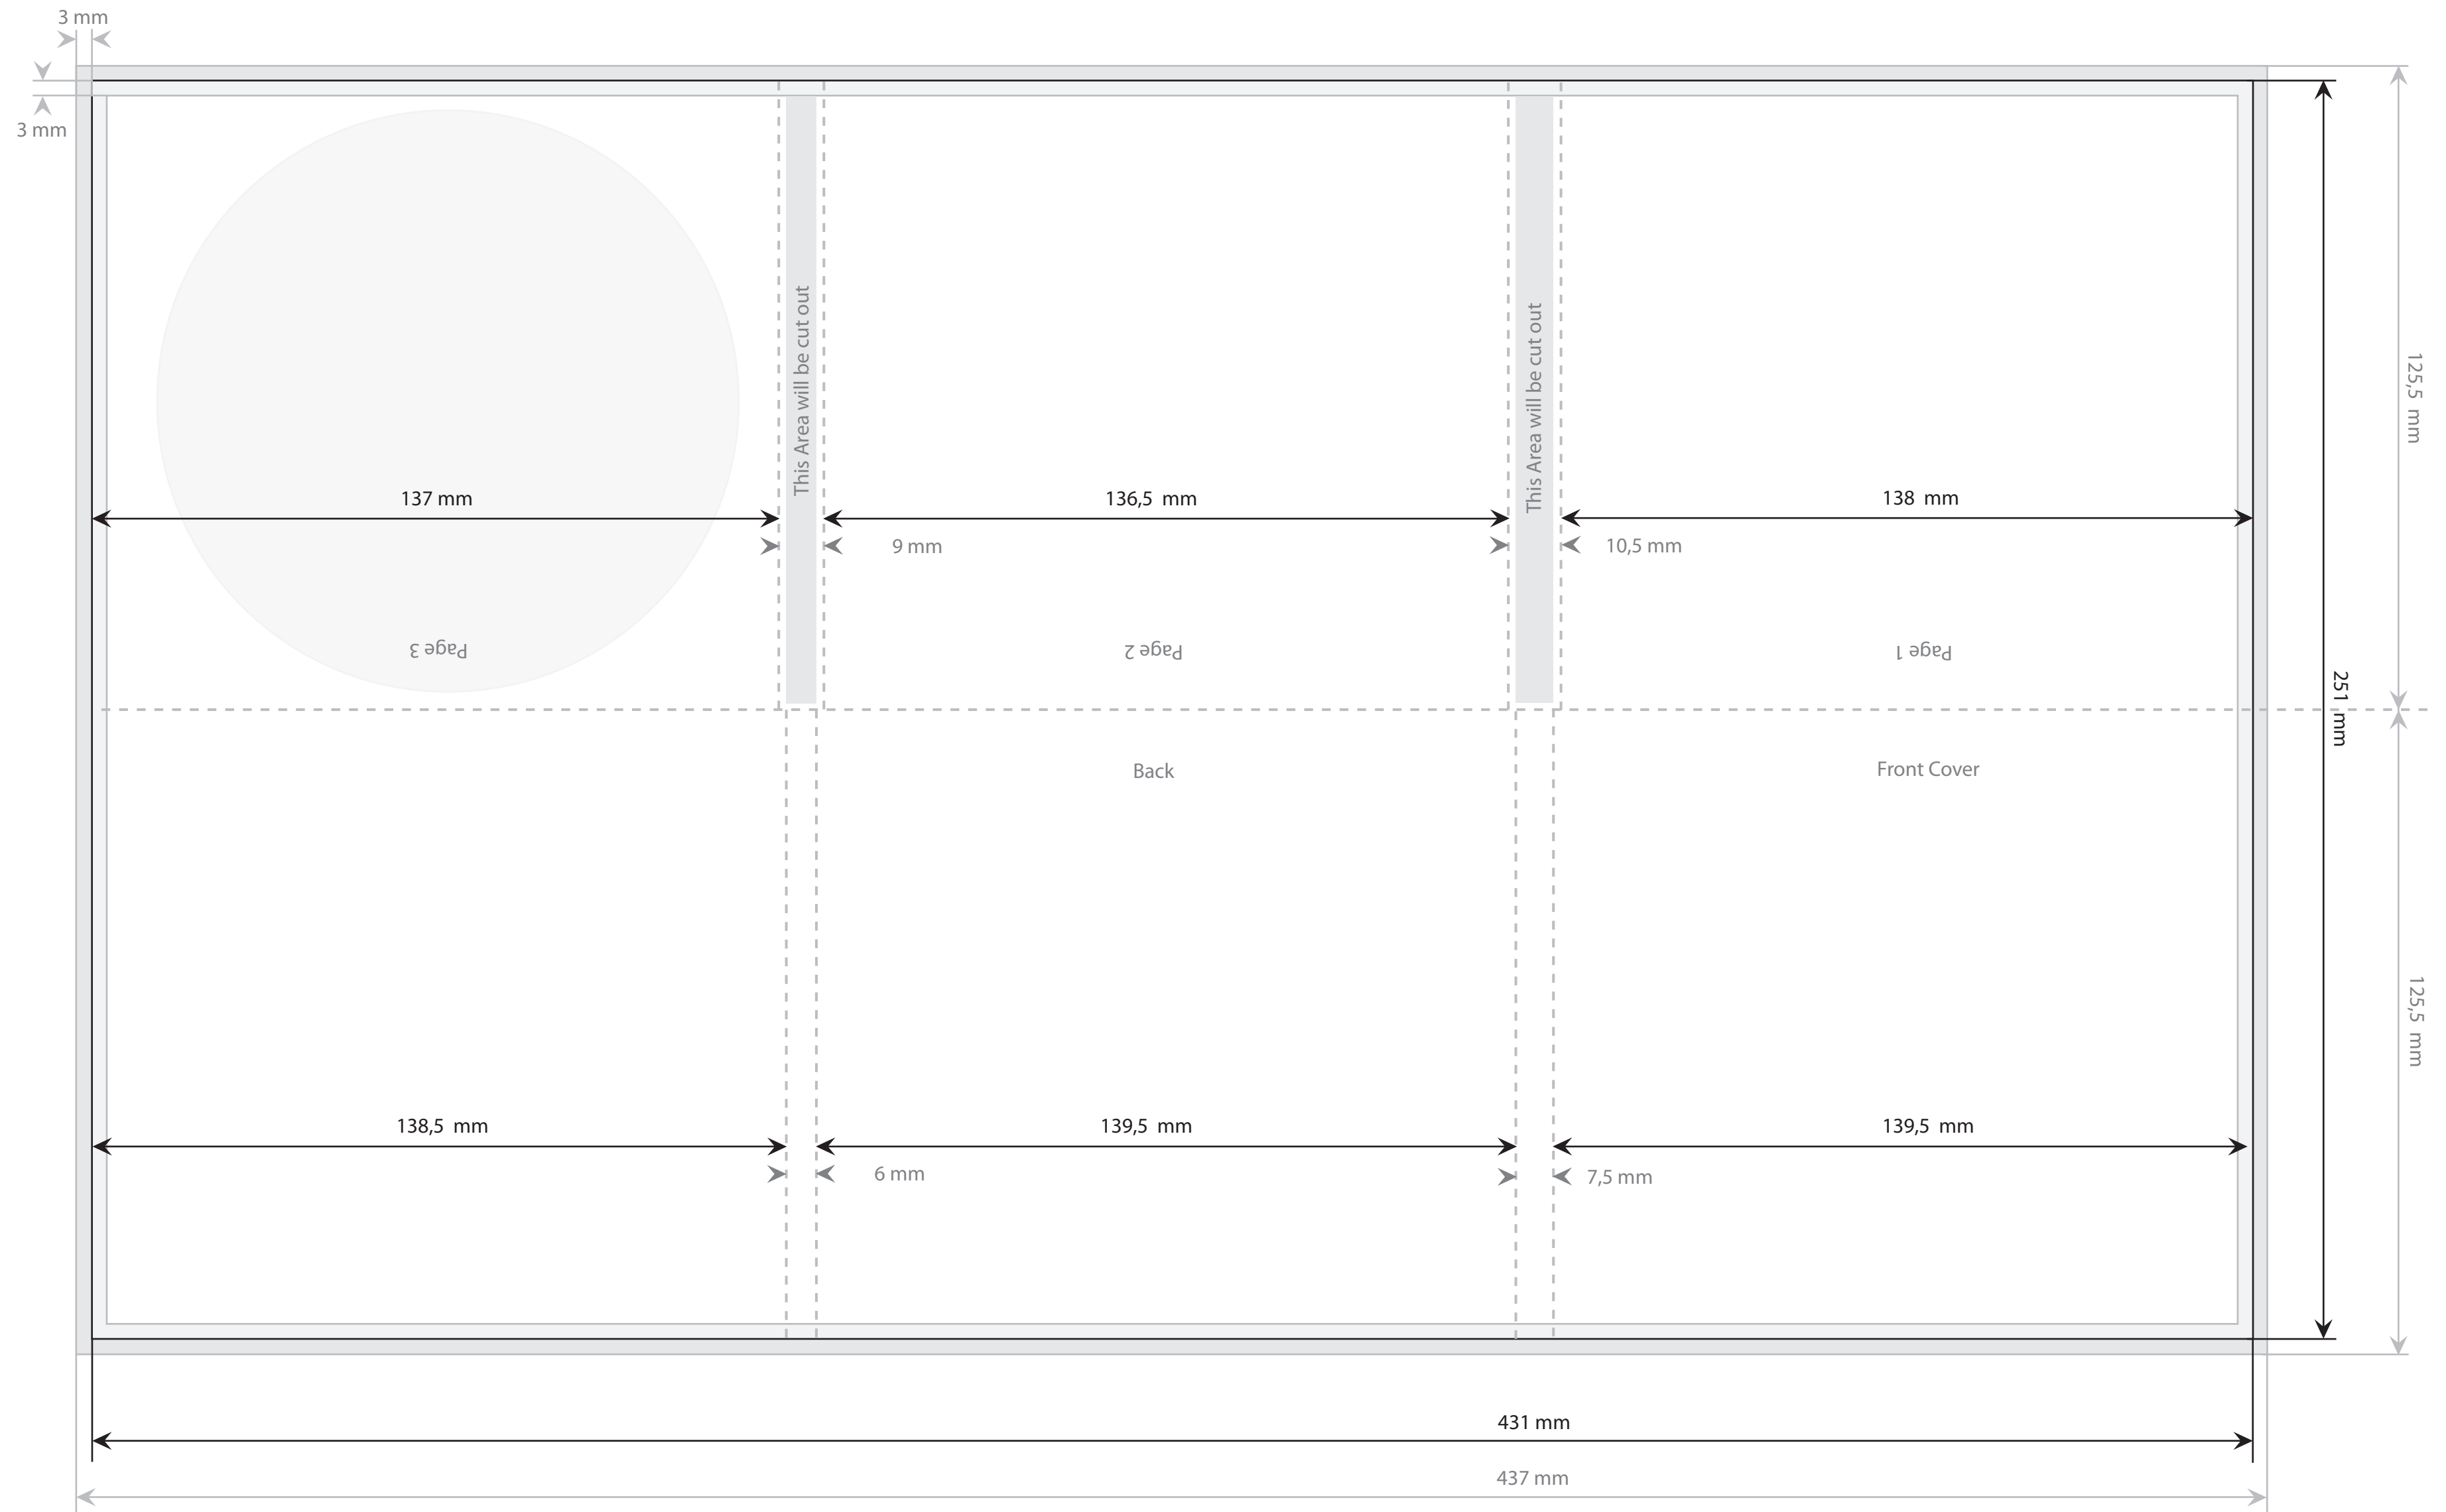 3 mm
3 mm
This Area will be cut out
This Area will be cut out
125,5 mm
137 mm
136,5 mm
138 mm
9 mm
10,5 mm
Page 3
Page 2
Page 1
251 mm
Back
Front Cover
125,5 mm
138,5 mm
139,5 mm
139,5 mm
6 mm
7,5 mm
431 mm
437 mm